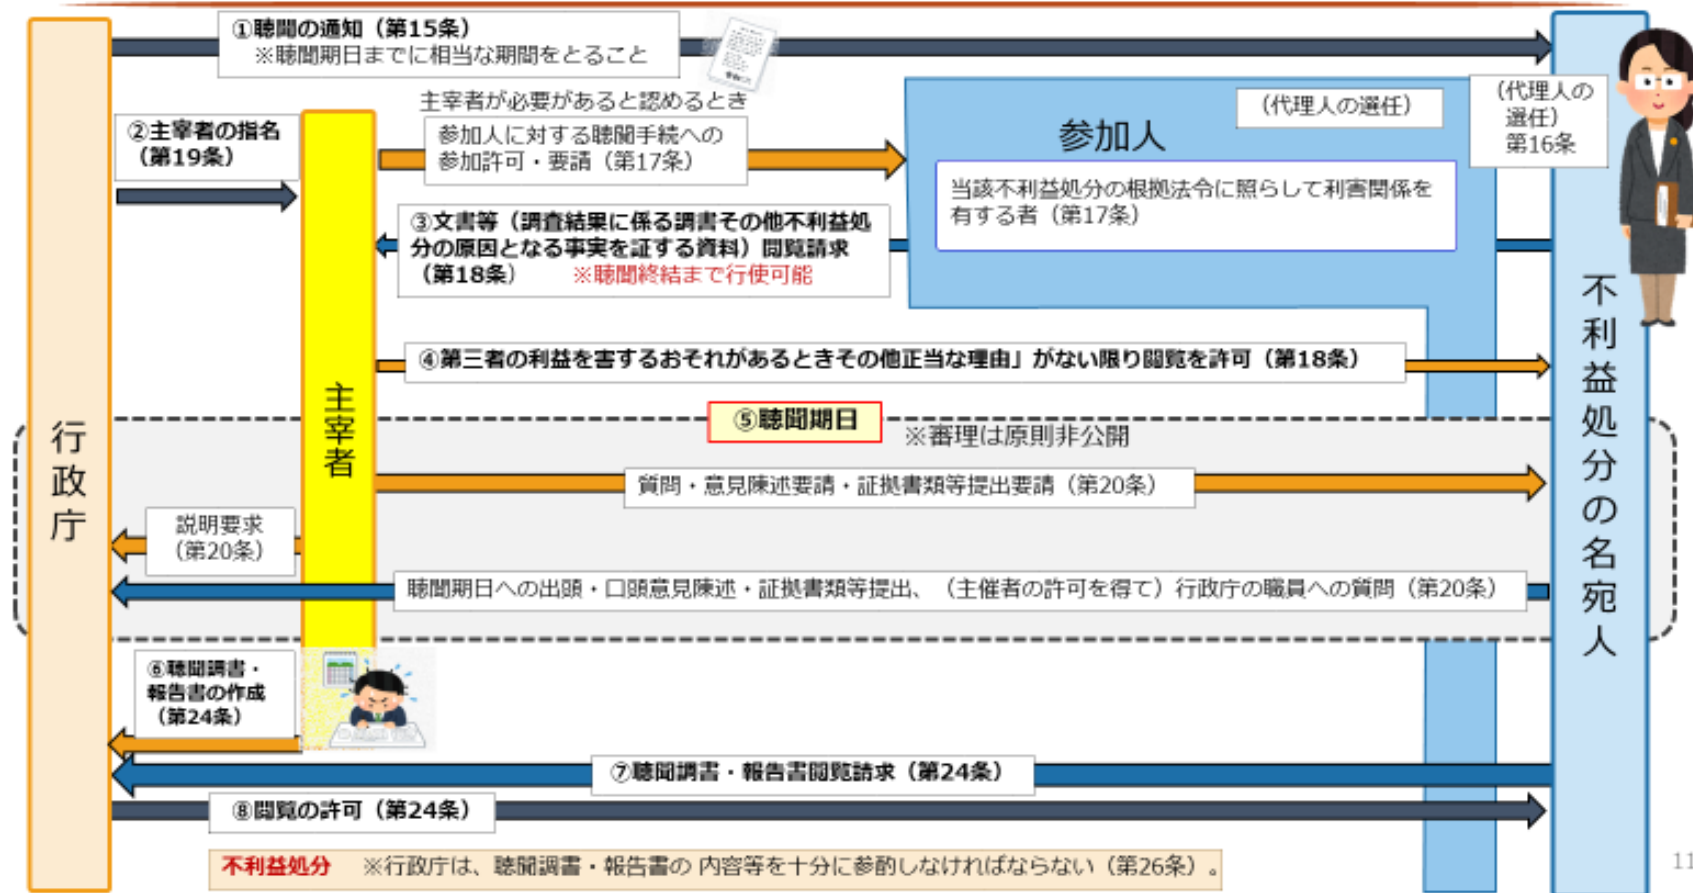 ①聴聞の通知（第15条）
※聴聞期日までに相当な期間をとること
主宰者が必要があると認めるとき
②主宰者の指名
（第19条）
参加人に対する聴聞手続への
参加許可・要請（第17条）
参加人
（代理人の選任）
（代理人の
選任）
第16条
当該不利益処分の根拠法令に照らして利害関係を
有する者（第17条）
③文書等（調査結果に係る調書その他不利益処
分の原因となる事実を証する資料）閲覧請求
（第18条）　※聴聞終結まで行使可能
④第三者の利益を害するおそれがあるときその他正当な理由」がない限り閲覧を許可（第18条）
行政庁
主宰者
不利益処分の名宛人
⑤聴聞期日
※審理は原則非公開
質問・意見陳述要請・証拠書類等提出要請（第20条）
説明要求
（第20条）
聴聞期日への出頭・口頭意見陳述・証拠書類等提出、（主催者の許可を得て）行政庁の職員への質問（第20条）
⑥聴聞調書・
報告書の作成
（第24条）
⑦聴聞調書・報告書閲覧請求（第24条）
⑧閲覧の許可（第24条）
不利益処分　※行政庁は、聴聞調書・報告書の 内容等を十分に参酌しなければならない（第26条）。
11